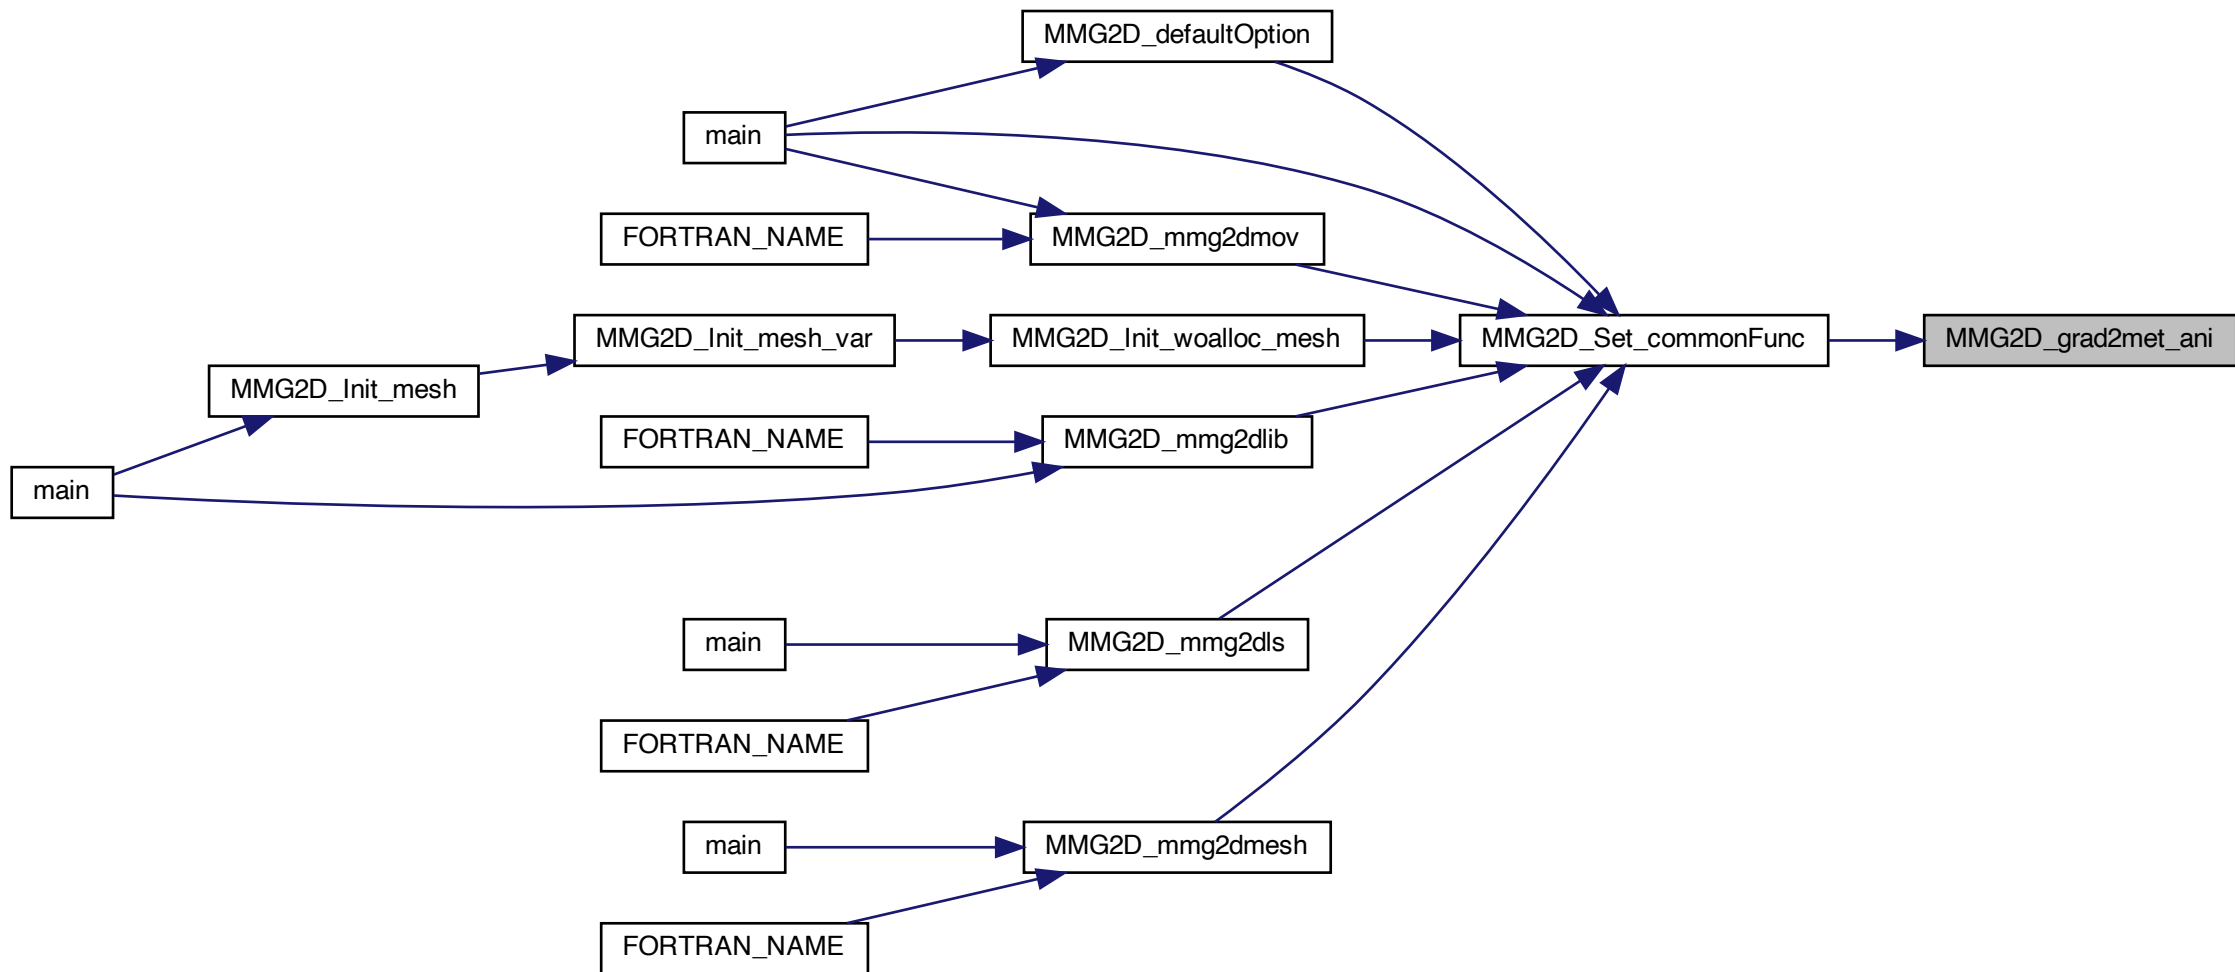 MMG2D_defaultOption
main
FORTRAN_NAME
MMG2D_mmg2dmov
MMG2D_Init_mesh_var
MMG2D_Init_woalloc_mesh
MMG2D_Set_commonFunc
MMG2D_grad2met_ani
MMG2D_Init_mesh
FORTRAN_NAME
MMG2D_mmg2dlib
main
main
MMG2D_mmg2dls
FORTRAN_NAME
main
MMG2D_mmg2dmesh
FORTRAN_NAME